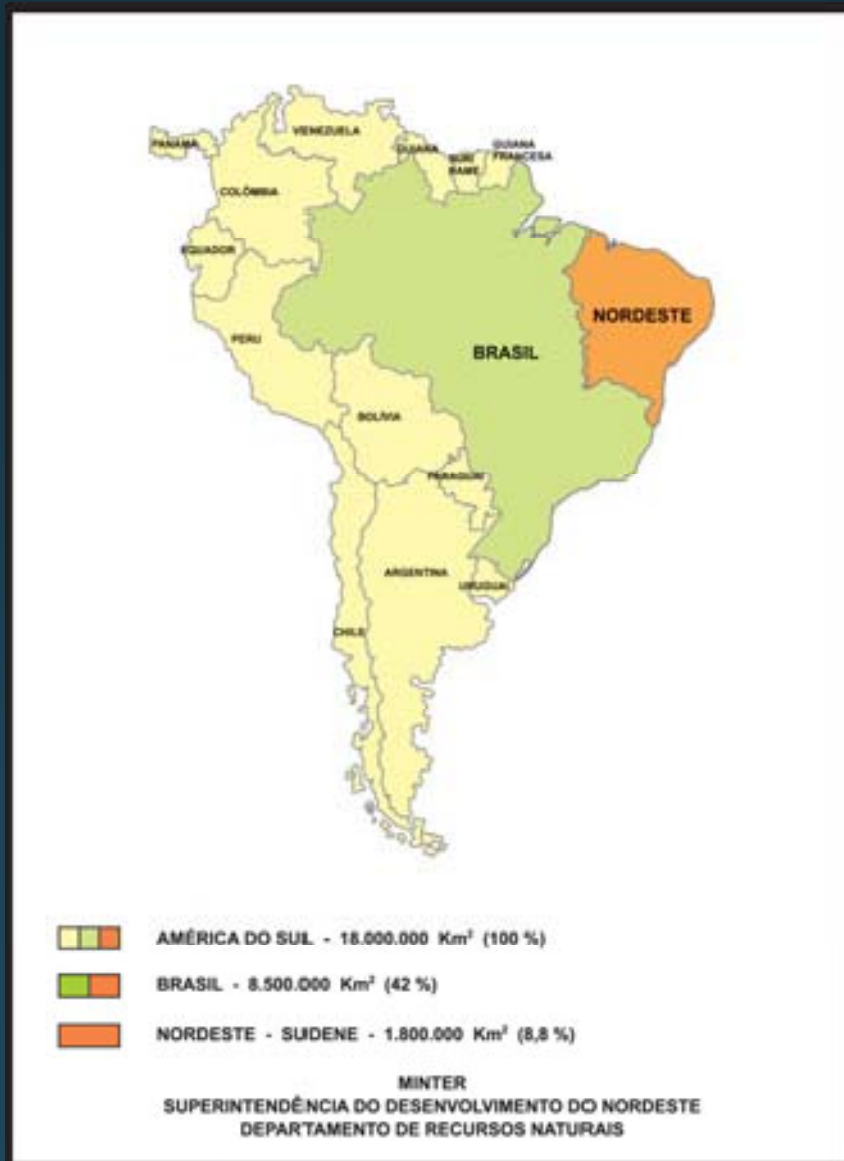 PANAMÁ
VENEZUELA
GUIANA
SURI
NAME
GUIANA
FRANCESA
COLÔMBIA
EQUADOR
NORDESTE
PERU
BRASIL
BOLÍVIA
PARAGUAI
ARGENTINA
URUGUAI
CHILE
AMÉRICA DO SUL - 18.000.000 Km² (100 %)
BRASIL - 8.500.000 Km² (42 %)
NORDESTE - SUDENE - 1.800.000 Km² (8,8 %)
MINTER
SUPERINTENDÊNCIA DO DESENVOLVIMENTO DO NORDESTE
DEPARTAMENTO DE RECURSOS NATURAIS